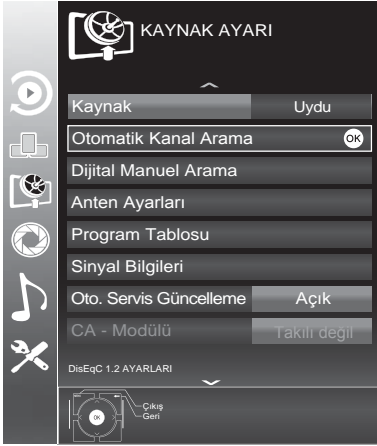 KAYNAK AYARI
Kaynak Uydu
Otomatik Kanal Arama OK
Dijital Manuel Arama
Anten Ayarları
Program Tablosu
Sinyal Bilgileri
Oto. Servis Güncelleme Açık
CA - Modülü Takılı değil
DisEqC 1.2 AYARLARI
Çıkış
OK Geri